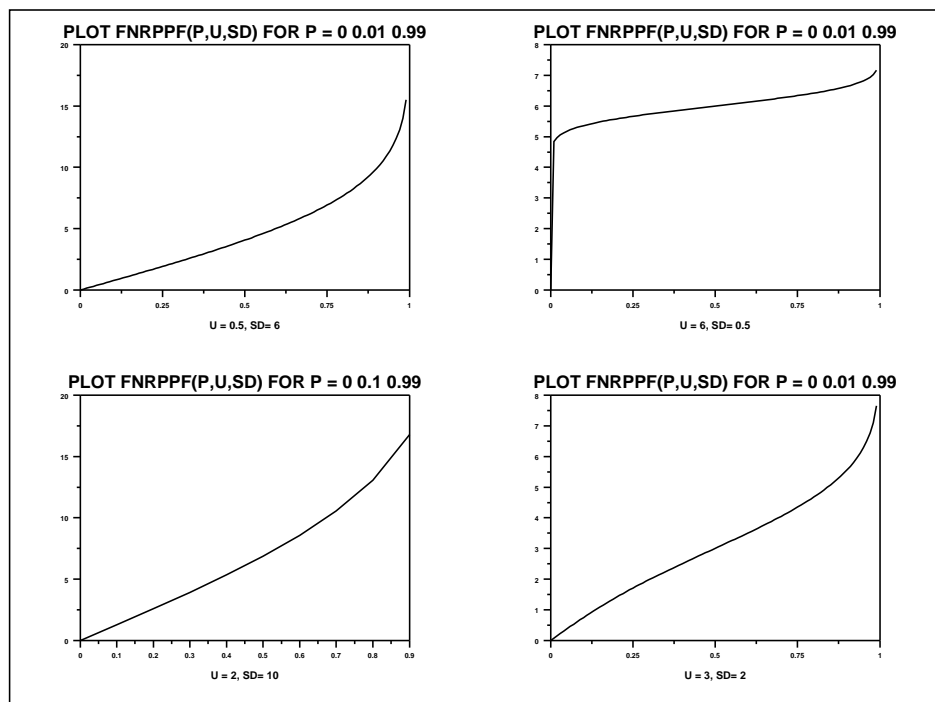 PLOT FNRPPF(P,U,SD) FOR P = 0 0.01 0.99
20
15
10
5
0
0 0.25 0.5 0.75 1
U = 0.5, SD= 6
PLOT FNRPPF(P,U,SD) FOR P = 0 0.01 0.99
8
7
6
5
4
3
2
1
0
0 0.25 0.5 0.75 1
U = 6, SD= 0.5
PLOT FNRPPF(P,U,SD) FOR P = 0 0.1 0.99
20
15
10
5
0
0 0.1 0.2 0.3 0.4 0.5 0.6 0.7 0.8 0.9
U = 2, SD= 10
PLOT FNRPPF(P,U,SD) FOR P = 0 0.01 0.99
8
7
6
5
4
3
2
1
0
0 0.25 0.5 0.75 1
U = 3, SD= 2